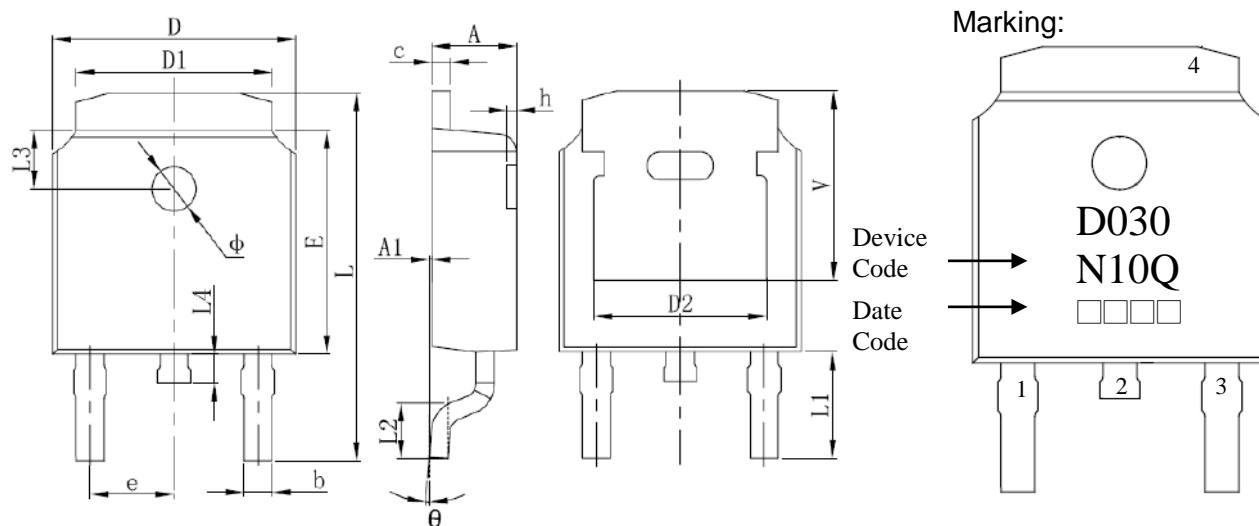 D
D1
L3
ϕ
E
L
L4
e
b
A
c
h
A1
L2
θ
V
D2
L1
Marking:
4
Device
Code
Date
Code
D030
N10Q
□□□□
1
2
3